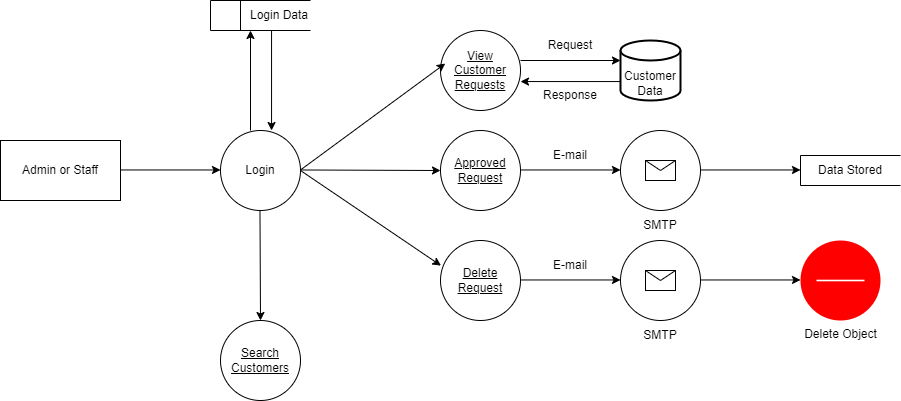 Login Data
View
Customer
Requests
Request
Response
Customer
Data
Admin or Staff
Login
Approved
Request
E-mail
SMTP
Data Stored
Delete
Request
E-mail
SMTP
Delete Object
Search
Customers